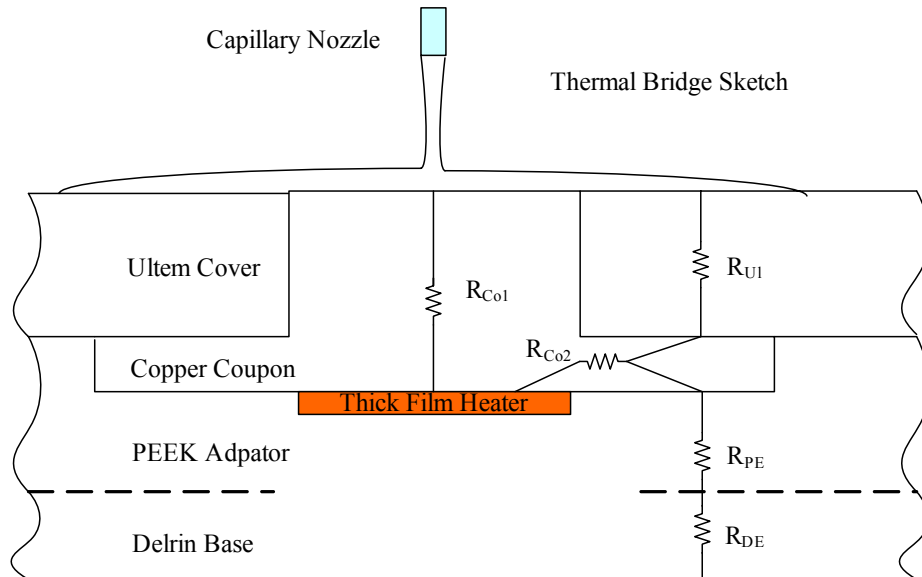 Capillary Nozzle
Thermal Bridge Sketch
Ultem Cover
R_Co1
R_Ul
R_Co2
Copper Coupon
Thick Film Heater
PEEK Adpator
R_PE
Delrin Base
R_DE